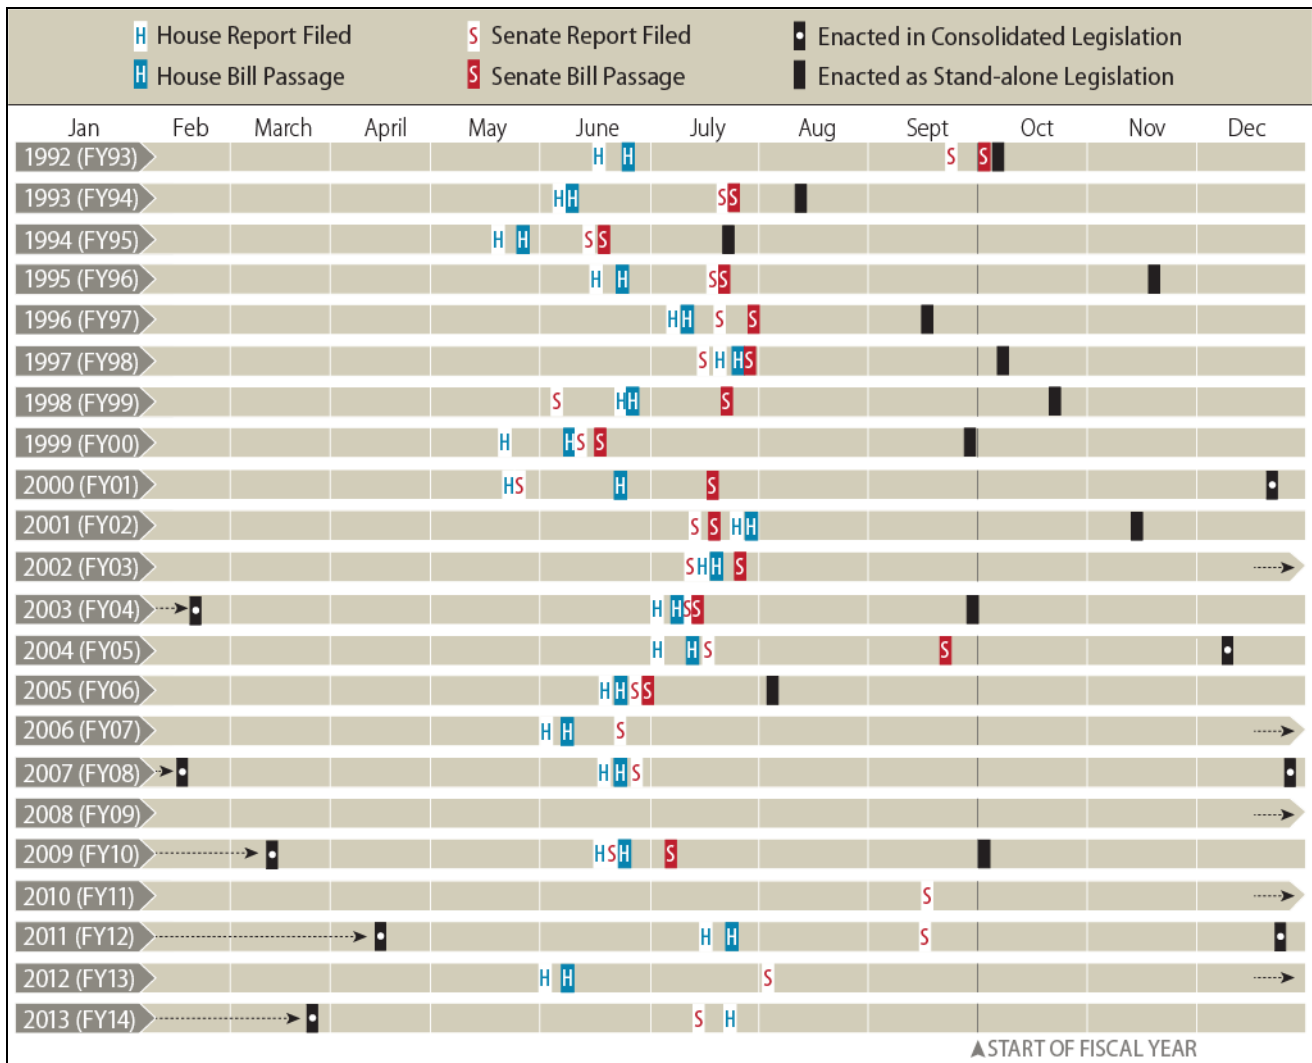 H House Report Filed S Senate Report Filed Enacted in Consolidated Legislation
H House Bill Passage S Senate Bill Passage Enacted as Stand-alone Legislation
Jan Feb March April May June July Aug Sept Oct Nov Dec
1992 (FY93) H H S S
1993 (FY94) H H S S
1994 (FY95) H H S S
1995 (FY96) H H S S
1996 (FY97) H H S S
1997 (FY98) S H H S
1998 (FY99) S H H S
1999 (FY00) H H S S
2000 (FY01) H S H S
2001 (FY02) S S H H
2002 (FY03) S H H S
2003 (FY04) H H S S
2004 (FY05) H H S S
2005 (FY06) H H S S
2006 (FY07) H H S
2007 (FY08) H H S
2008 (FY09)
2009 (FY10) H S H S
2010 (FY11) S
2011 (FY12) H H S
2012 (FY13) H H S
2013 (FY14) S H
START OF FISCAL YEAR